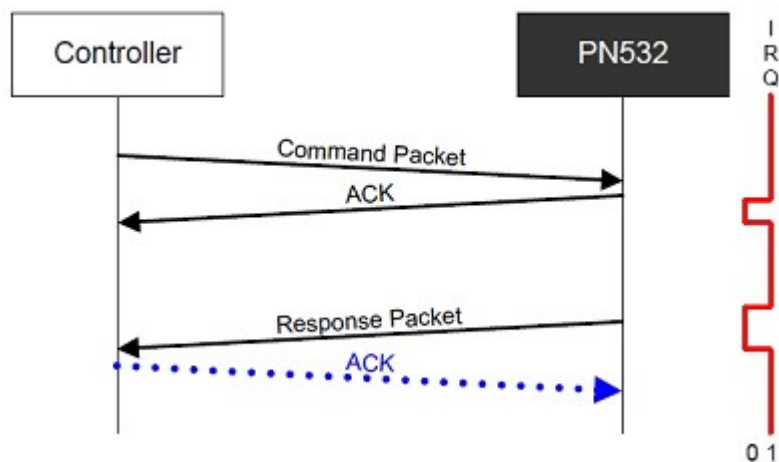 Controller
PN532
I
R
Q
Command Packet
ACK
Response Packet
ACK
0 1